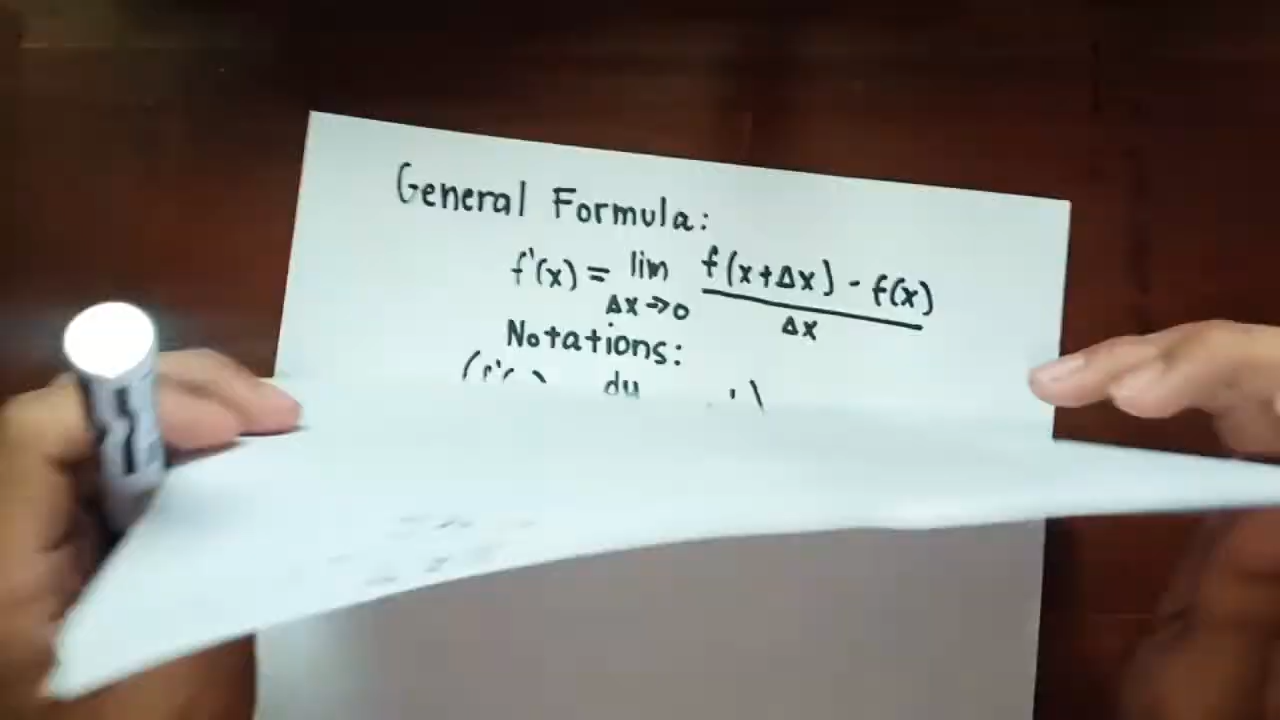 General Formula:
f'(x) = lim Δx→0 f(x+Δx) - f(x) / Δx
Notations: